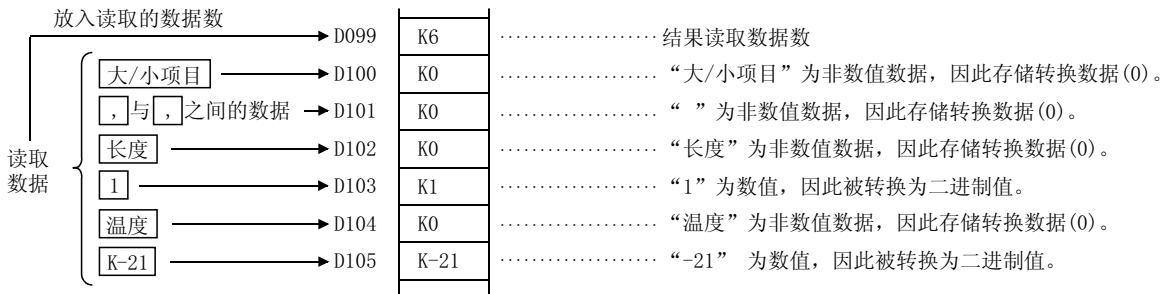 放入读取的数据数
D099 K6 ···················· 结果读取数据数
大/小项目 D100 K0 ···················· “大/小项目”为非数值数据，因此存储转换数据(0)。
,与,之间的数据 D101 K0 ···················· “ ”为非数值数据，因此存储转换数据(0)。
长度 D102 K0 ···················· “长度”为非数值数据，因此存储转换数据(0)。
读取
数据
1 D103 K1 ···················· “1”为数值，因此被转换为二进制值。
温度 D104 K0 ···················· “温度”为非数值数据，因此存储转换数据(0)。
K-21 D105 K-21 ···················· “-21” 为数值，因此被转换为二进制值。